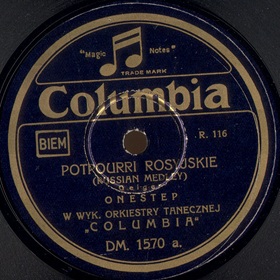 "Magic Notes"
TRADE MARK
Columbia
BIEM
R. 116
POTPOURRI ROSYJSKIE
(RUSSIAN MEDLEY)
ONESTEP
W WYK. ORKIESTRY TANECZNEJ
„COLUMBIA"
DM. 1570 a.